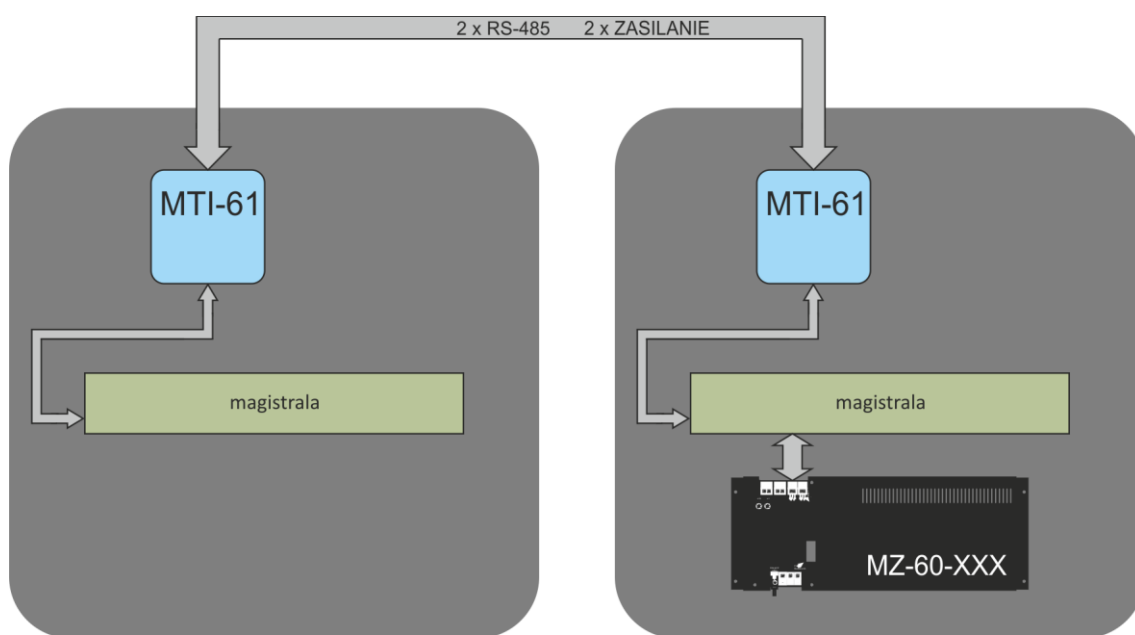 2 x RS-485 2 x ZASILANIE
MTI-61
MTI-61
magistrala
magistrala
MZ-60-XXX